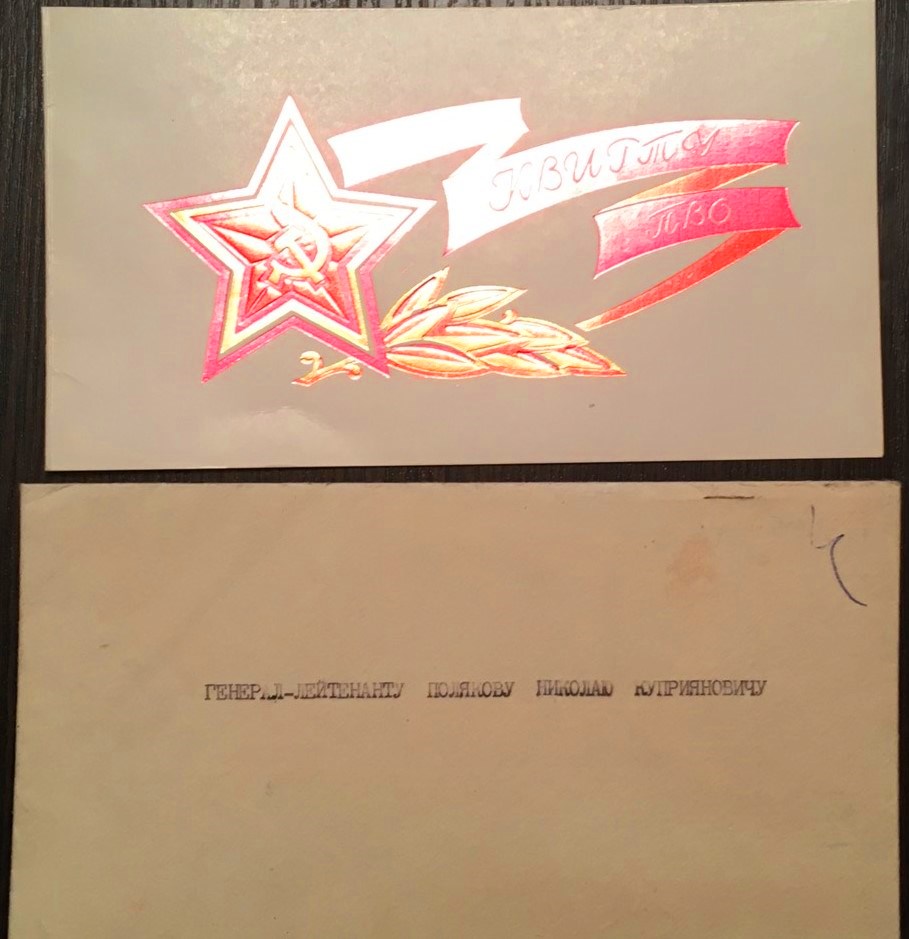 КВИРТУ
ПВО
ГЕНЕРАЛ-ЛЕЙТЕНАНТУ ПОЛЯКОВУ НИКОЛАЮ КУПРИЯНОВИЧУ